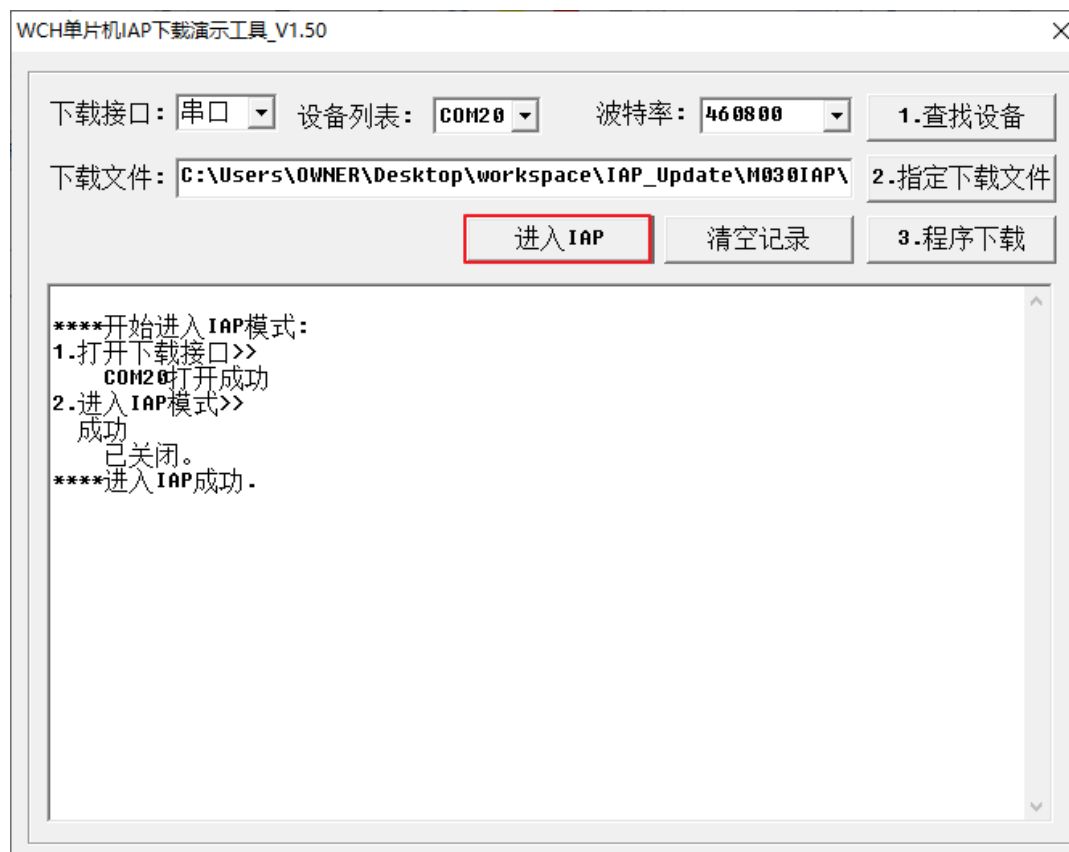 WCH单片机IAP下载演示工具_V1.50
下载接口: 串口 设备列表: COM20 波特率: 460800 1.查找设备
下载文件: C:\Users\OWNER\Desktop\workspace\IAP_Update\M030IAP\ 2.指定下载文件
进入IAP 清空记录 3.程序下载
****开始进入IAP模式:
1.打开下载接口>>
COM20打开成功
2.进入IAP模式>>
成功
已关闭。
****进入IAP成功.